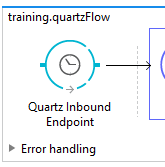 training.quartzFlow
Quartz Inbound
Endpoint
Error handling